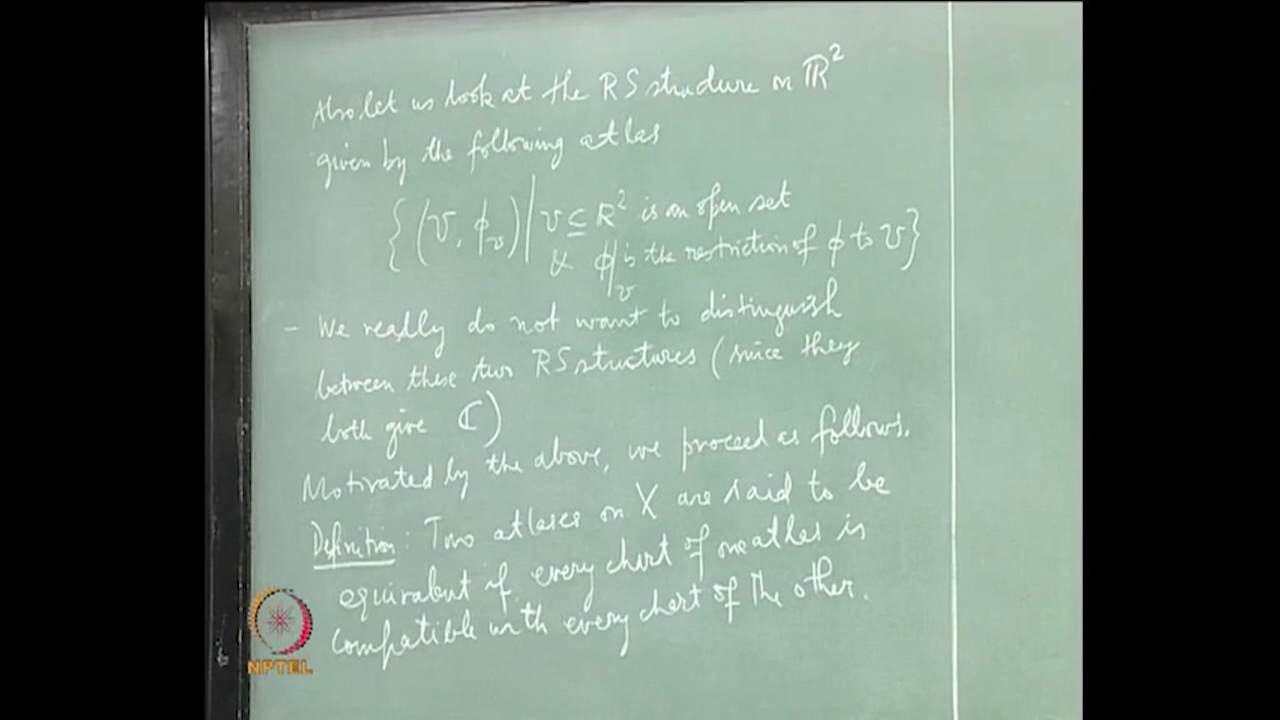 Also let us look at the RS structure on ℝ²
given by the following atlas
{(U, ϕ_U) | U ⊆ ℝ² is an open set
& ϕ|_U is the restriction of ϕ to U}
- We really do not want to distinguish
between these two RS structures (since they
both give ℂ)
Motivated by the above, we proceed as follows.
Definition: Two atlases on X are said to be
equivalent if every chart of one atlas is
compatible with every chart of the other.
NPTEL